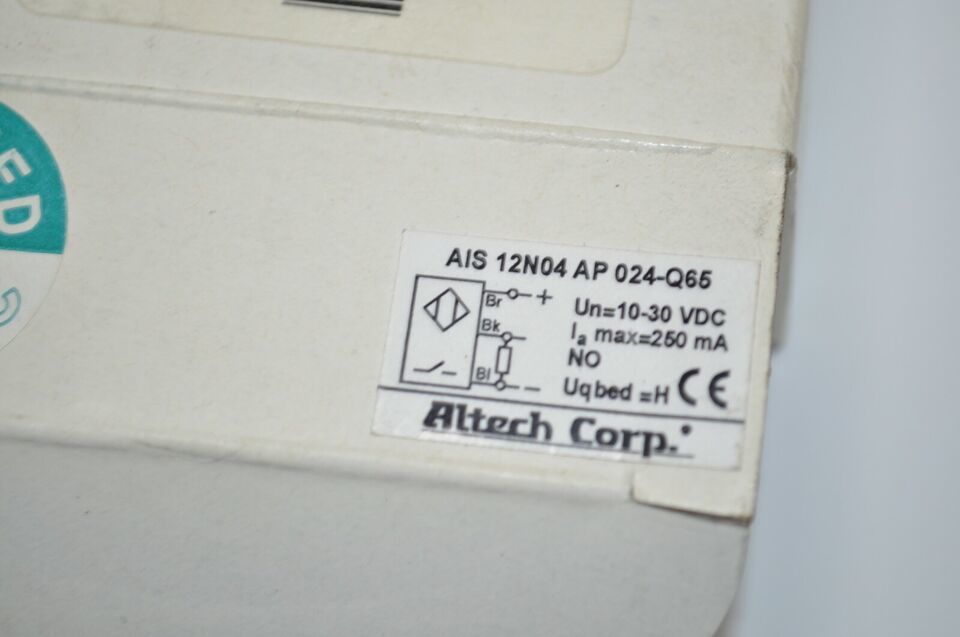 AIS 12N04 AP 024-Q65
Br
+
Un=10-30 VDC
Bk
Ia max=250 mA
NO
Bl
–
Uqbed =H CE
Altech Corp.
ED